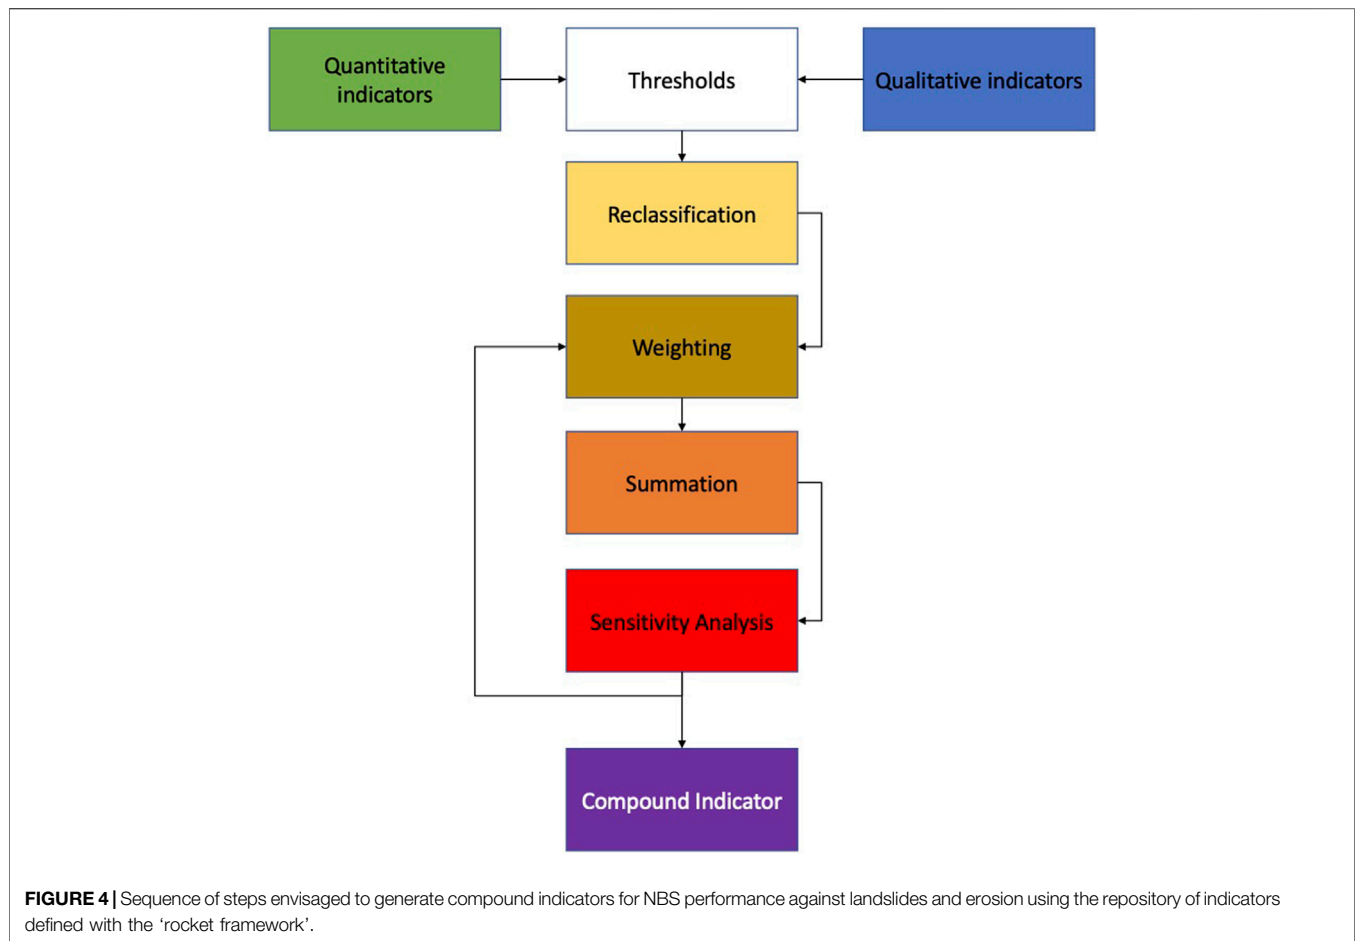 Quantitative
indicators
Thresholds
Qualitative indicators
Reclassification
Weighting
Summation
Sensitivity Analysis
Compound Indicator
FIGURE 4 | Sequence of steps envisaged to generate compound indicators for NBS performance against landslides and erosion using the repository of indicators
defined with the ‘rocket framework’.